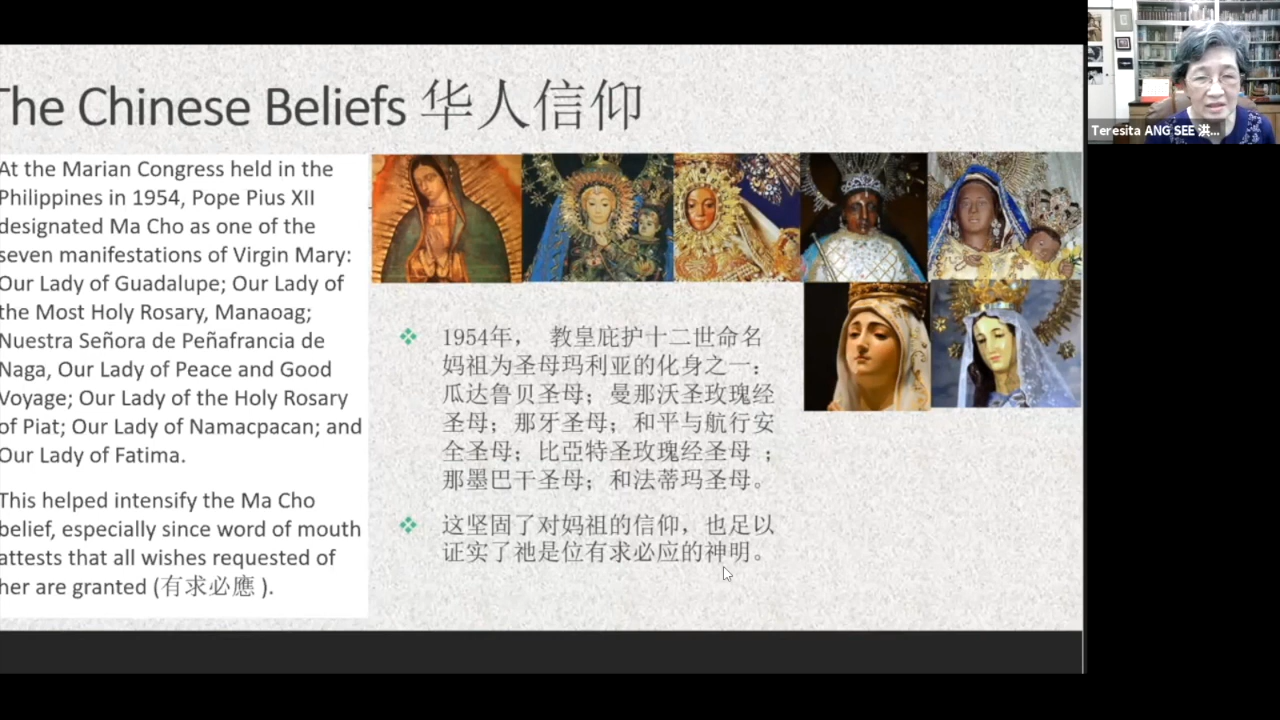 The Chinese Beliefs 华人信仰
At the Marian Congress held in the
Philippines in 1954, Pope Pius XII
designated Ma Cho as one of the
seven manifestations of Virgin Mary:
Our Lady of Guadalupe; Our Lady of
the Most Holy Rosary, Manaoag;
Nuestra Señora de Peñafrancia de
Naga, Our Lady of Peace and Good
Voyage; Our Lady of the Holy Rosary
of Piat; Our Lady of Namacpacan; and
Our Lady of Fatima.
This helped intensify the Ma Cho
belief, especially since word of mouth
attests that all wishes requested of
her are granted (有求必應 ).
1954年， 教皇庇护十二世命名
妈祖为圣母玛利亚的化身之一：
瓜达鲁贝圣母；曼那沃圣玫瑰经
圣母；那牙圣母；和平与航行安
全圣母；比亞特圣玫瑰经圣母 ；
那墨巴干圣母；和法蒂玛圣母。
这坚固了对妈祖的信仰，也足以
证实了祂是位有求必应的神明。
Teresita ANG SEE 洪...